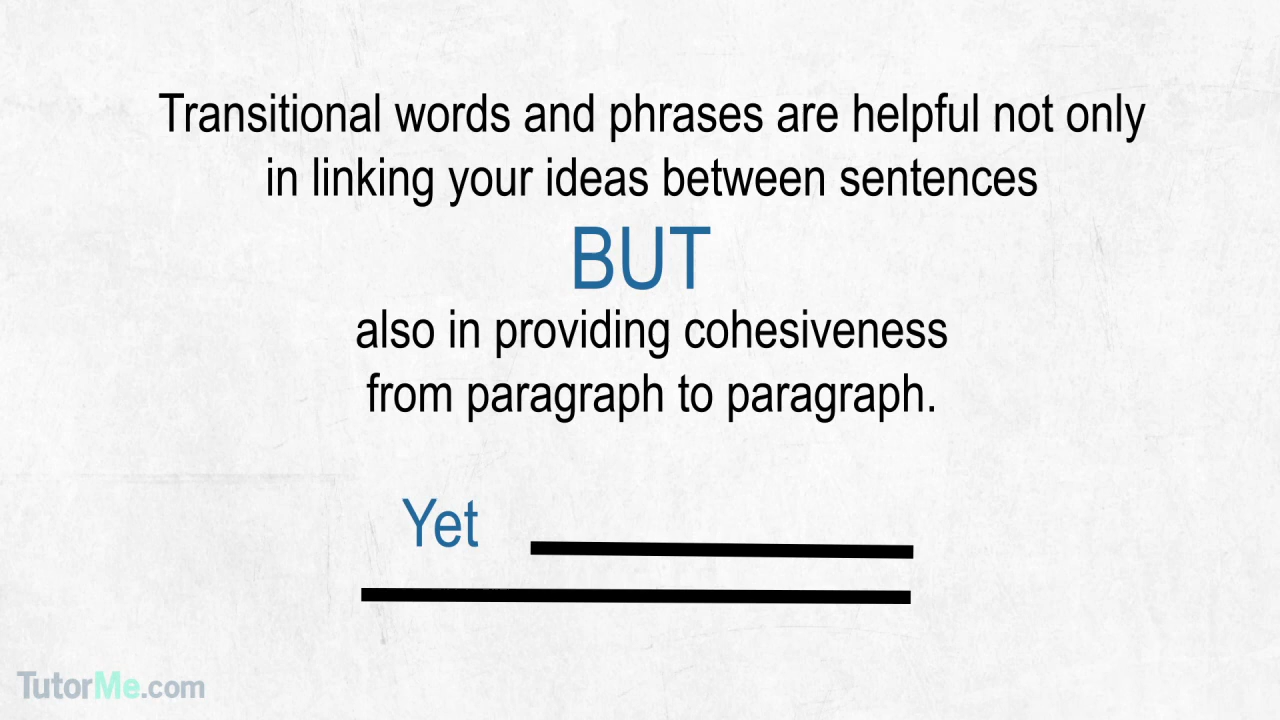 Transitional words and phrases are helpful not only
in linking your ideas between sentences
BUT
also in providing cohesiveness
from paragraph to paragraph.
Yet
TutorMe.com